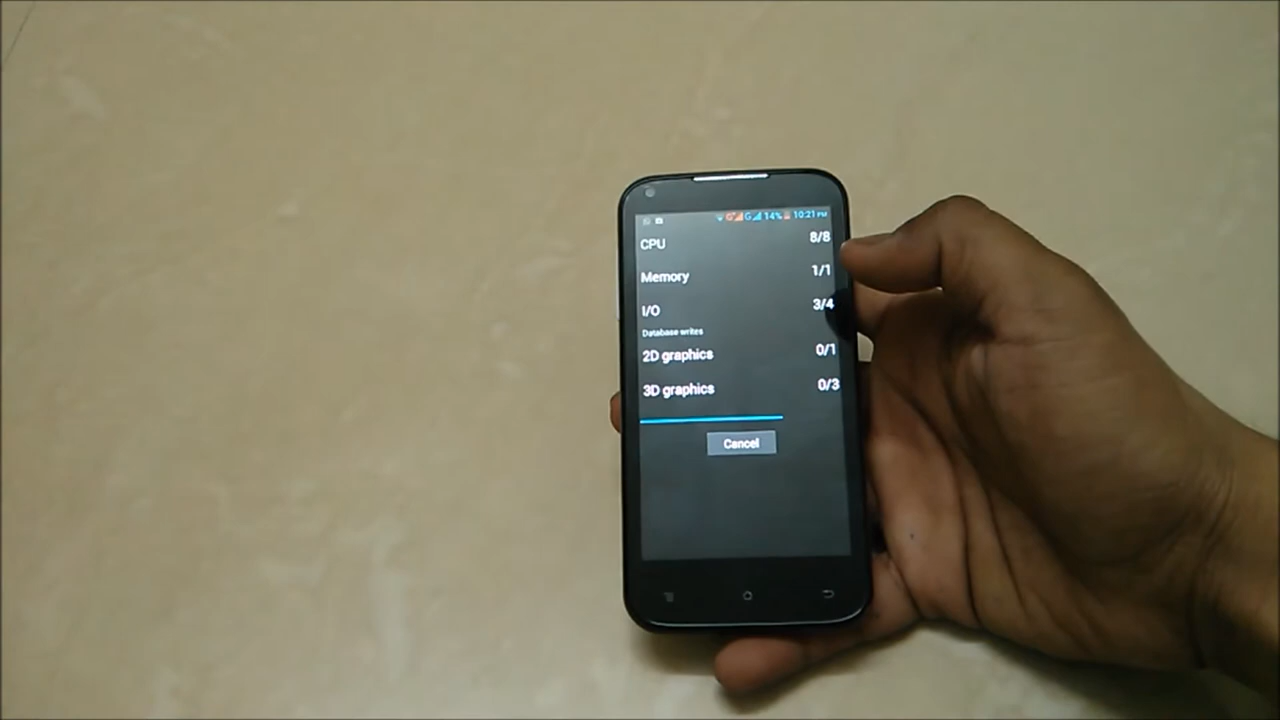 G G 14% 10:21 PM
CPU 8/8
Memory 1/1
I/O 3/4
Database writes
2D graphics 0/1
3D graphics 0/3
Cancel